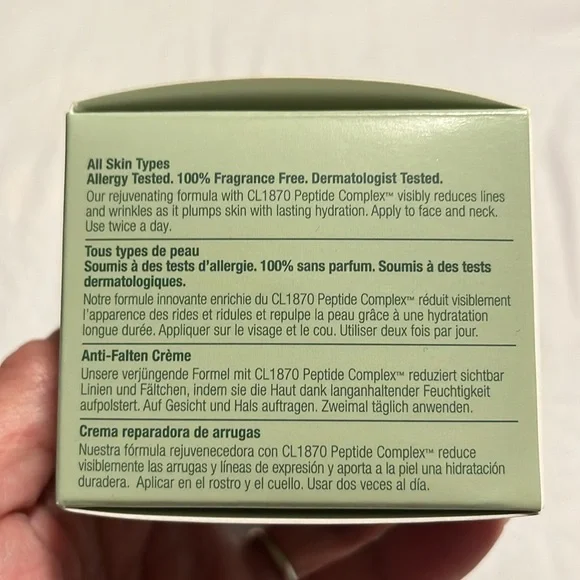 All Skin Types
Allergy Tested. 100% Fragrance Free. Dermatologist Tested.
Our rejuvenating formula with CL1870 Peptide Complex™ visibly reduces lines
and wrinkles as it plumps skin with lasting hydration. Apply to face and neck.
Use twice a day.
Tous types de peau
Soumis à des tests d'allergie. 100% sans parfum. Soumis à des tests
dermatologiques.
Notre formule innovante enrichie du CL1870 Peptide Complex™ réduit visiblement
l'apparence des rides et ridules et repulpe la peau grâce à une hydratation
longue durée. Appliquer sur le visage et le cou. Utiliser deux fois par jour.
Anti-Falten Crème
Unsere verjüngende Formel mit CL1870 Peptide Complex™ reduziert sichtbar
Linien und Fältchen, indem sie die Haut dank langanhaltender Feuchtigkeit
aufpolstert. Auf Gesicht und Hals auftragen. Zweimal täglich anwenden.
Crema reparadora de arrugas
Nuestra fórmula rejuvenecedora con CL1870 Peptide Complex™ reduce
visiblemente las arrugas y líneas de expresión y aporta a la piel una hidratación
duradera. Aplicar en el rostro y el cuello. Usar dos veces al día.